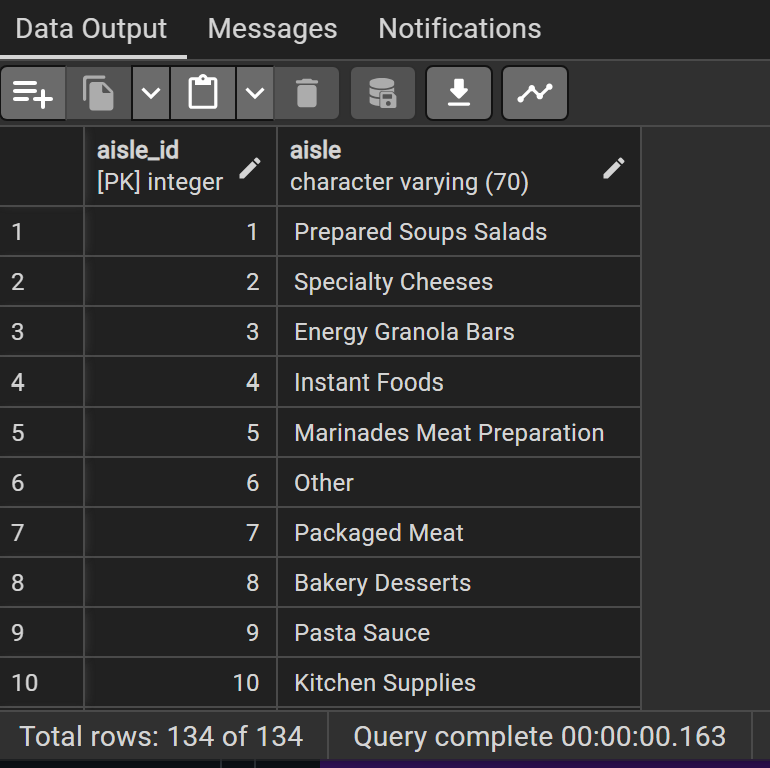 Data Output Messages Notifications
aisle_id aisle
[PK] integer character varying (70)
1 1 Prepared Soups Salads
2 2 Specialty Cheeses
3 3 Energy Granola Bars
4 4 Instant Foods
5 5 Marinades Meat Preparation
6 6 Other
7 7 Packaged Meat
8 8 Bakery Desserts
9 9 Pasta Sauce
10 10 Kitchen Supplies
Total rows: 134 of 134 Query complete 00:00:00.163